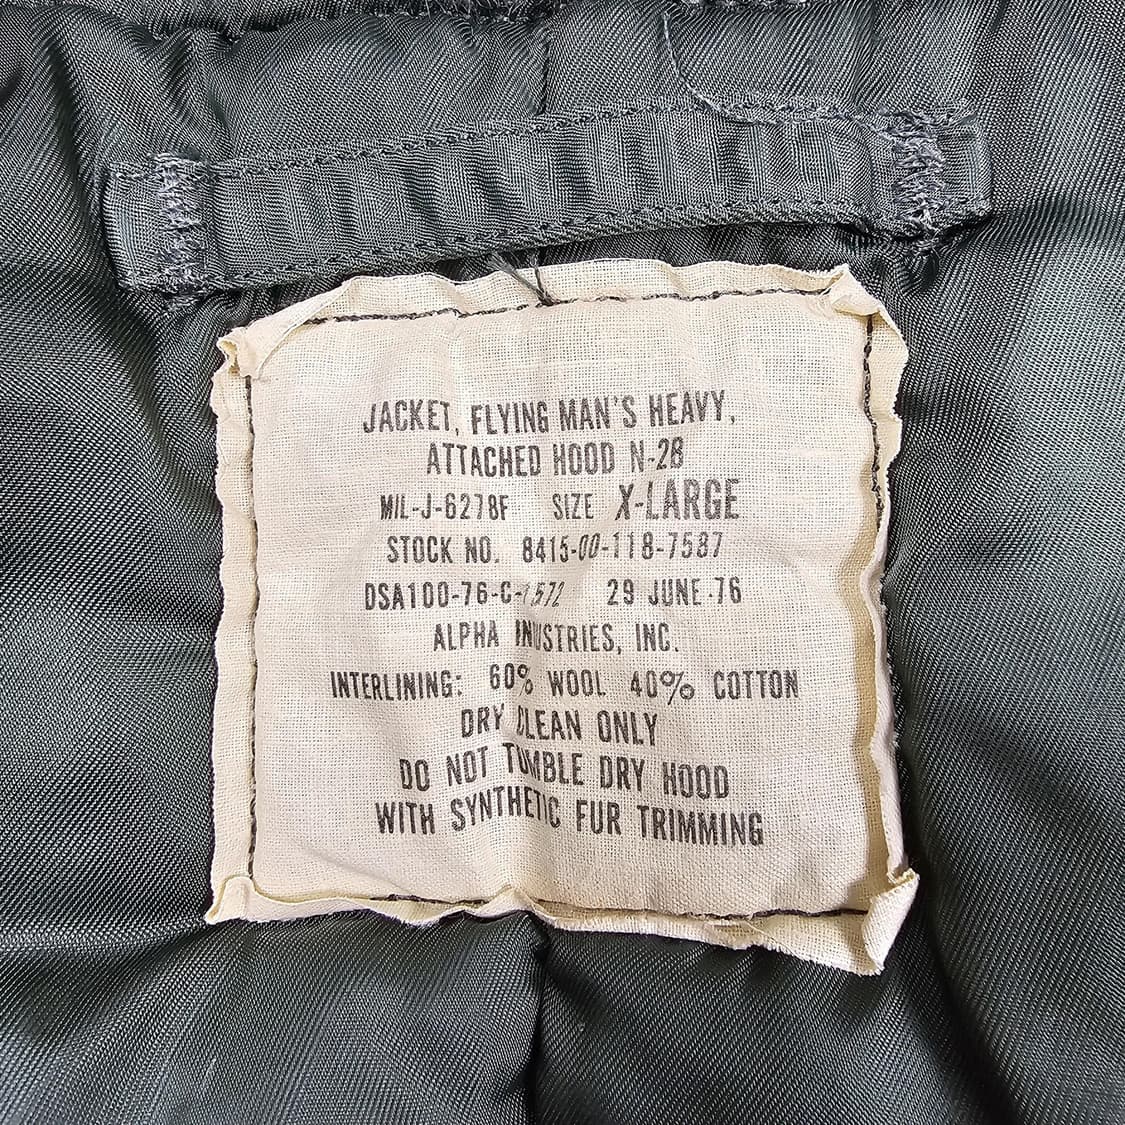 JACKET, FLYING MAN'S HEAVY,
ATTACHED HOOD N-2B
MIL-J-6278F SIZE X-LARGE
STOCK NO. 8415-00-118-7587
DSA100-76-C-1572 29 JUNE 76
ALPHA INDUSTRIES, INC.
INTERLINING: 60% WOOL 40% COTTON
DRY CLEAN ONLY
DO NOT TUMBLE DRY HOOD
WITH SYNTHETIC FUR TRIMMING